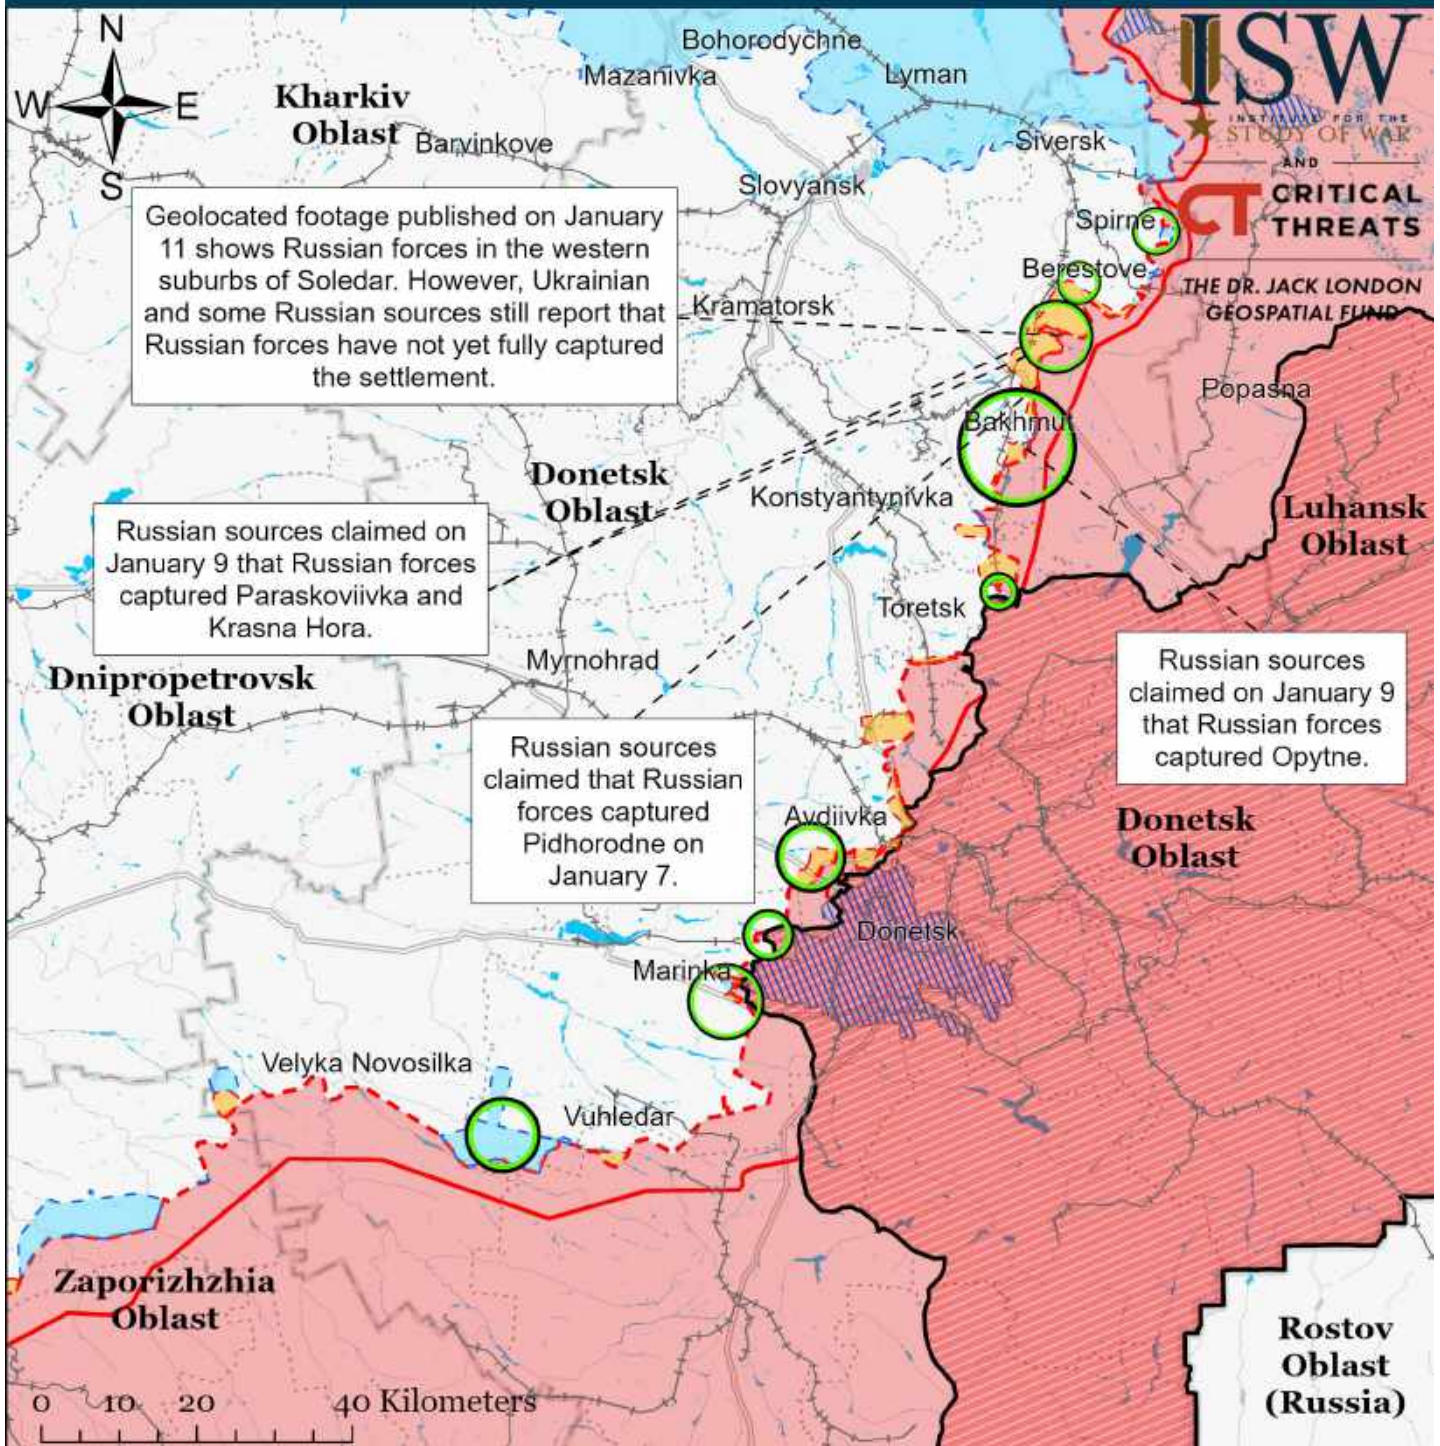 N
W
E
S
Bohorodychne
Mazanivka
Lyman
Kharkiv
Oblast
Barvinkove
Siversk
ISW
INSTITUTE FOR THE
STUDY OF WAR
AND
CT CRITICAL
THREATS
THE DR. JACK LONDON
GEOSPATIAL FUND
Slovyansk
Spirne
Geolocated footage published on January
11 shows Russian forces in the western
suburbs of Soledar. However, Ukrainian
and some Russian sources still report that
Russian forces have not yet fully captured
the settlement.
Berestove
Kramatorsk
Popasna
Bakhmut
Donetsk
Oblast
Konstyantynivka
Luhansk
Oblast
Russian sources claimed on
January 9 that Russian forces
captured Paraskoviivka and
Krasna Hora.
Toretsk
Myrnohrad
Dnipropetrovsk
Oblast
Russian sources
claimed on January 9
that Russian forces
captured Opytne.
Russian sources
claimed that Russian
forces captured
Pidhorodne on
January 7.
Avdiivka
Donetsk
Oblast
Donetsk
Marinka
Velyka Novosilka
Vuhledar
Zaporizhzhia
Oblast
Rostov
Oblast
(Russia)
0 10 20 40 Kilometers